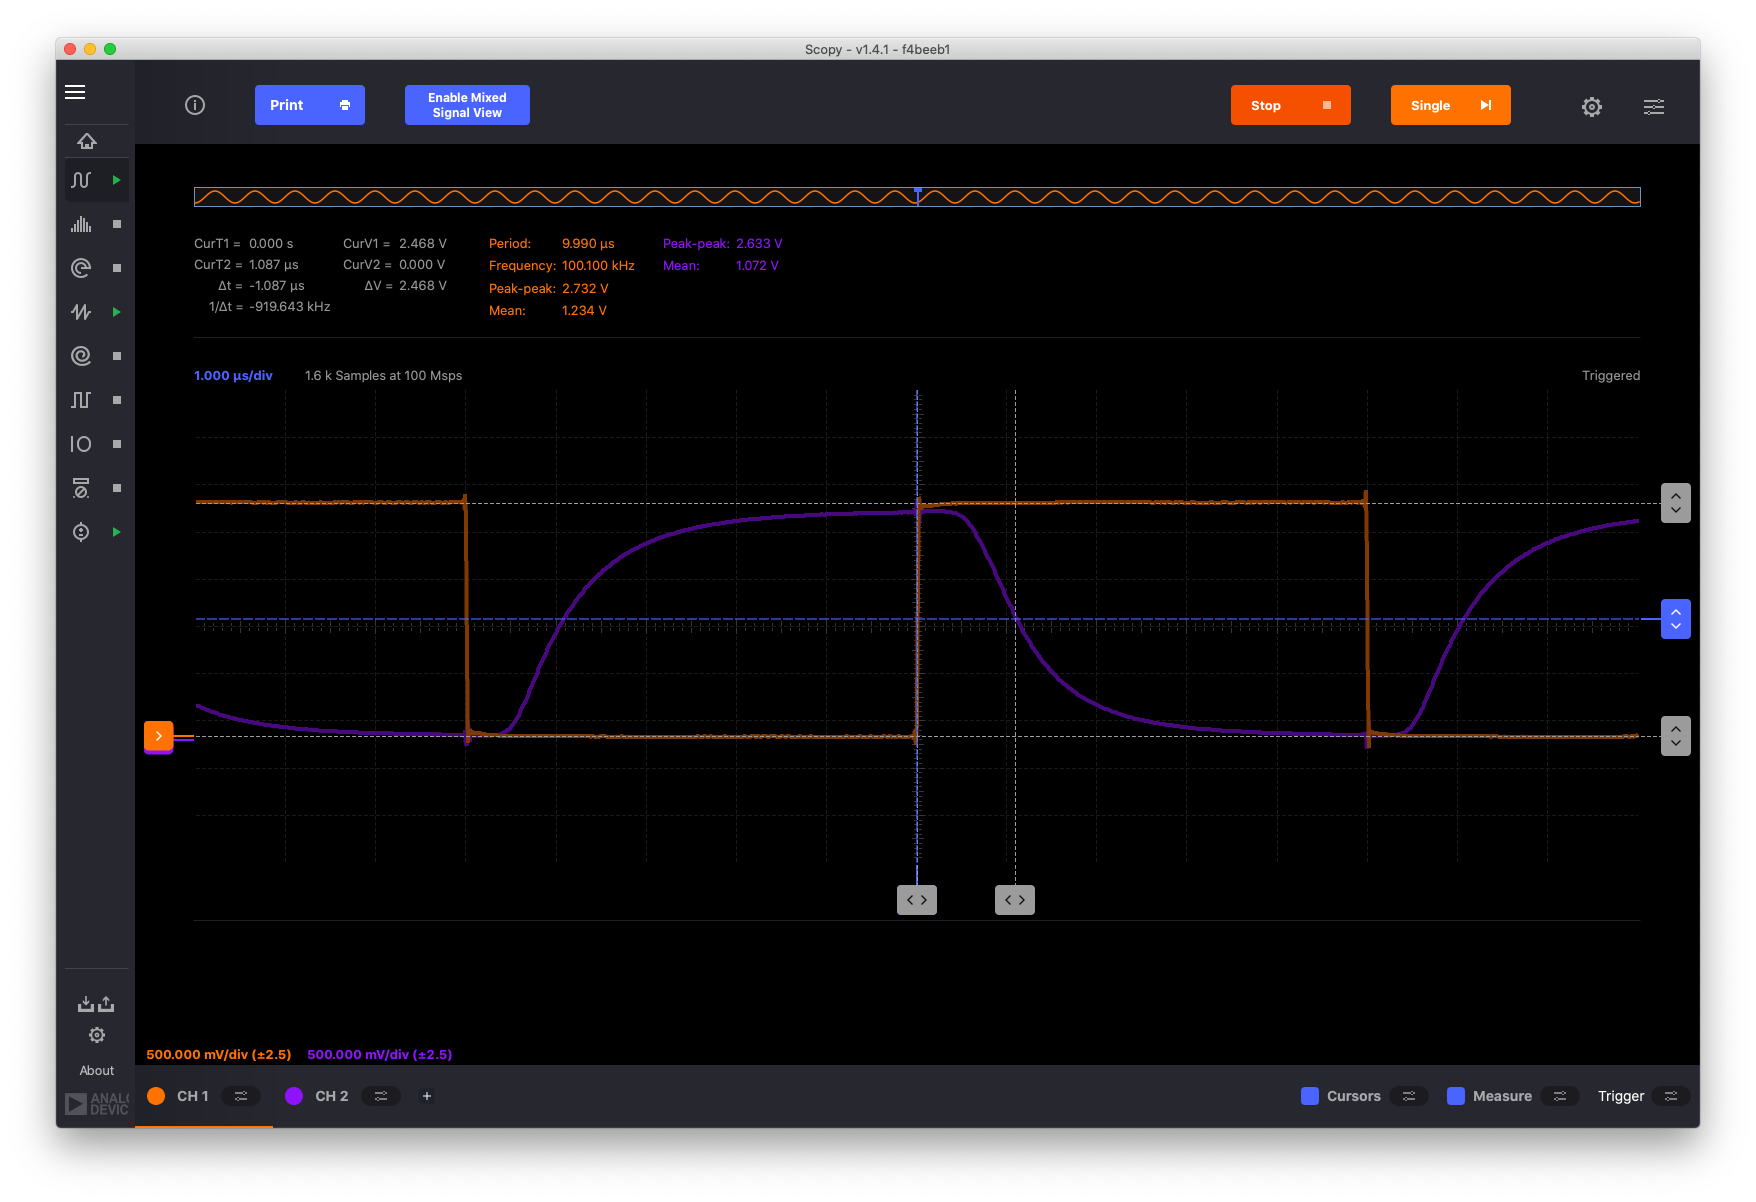 Scopy - v1.4.1 - f4beeb1
Print
Enable Mixed
Signal View
Stop
Single
CurT1 = 0.000 s
CurV1 = 2.468 V
Period: 9.990 µs
Peak-peak: 2.633 V
CurT2 = 1.087 µs
CurV2 = 0.000 V
Frequency: 100.100 kHz
Mean: 1.072 V
Δt = -1.087 µs
ΔV = 2.468 V
Peak-peak: 2.732 V
1/Δt = -919.643 kHz
Mean: 1.234 V
1.000 µs/div
1.6 k Samples at 100 Msps
Triggered
500.000 mV/div (±2.5)
500.000 mV/div (±2.5)
About
ANALO
DEVIC
CH 1
CH 2
+
Cursors
Measure
Trigger